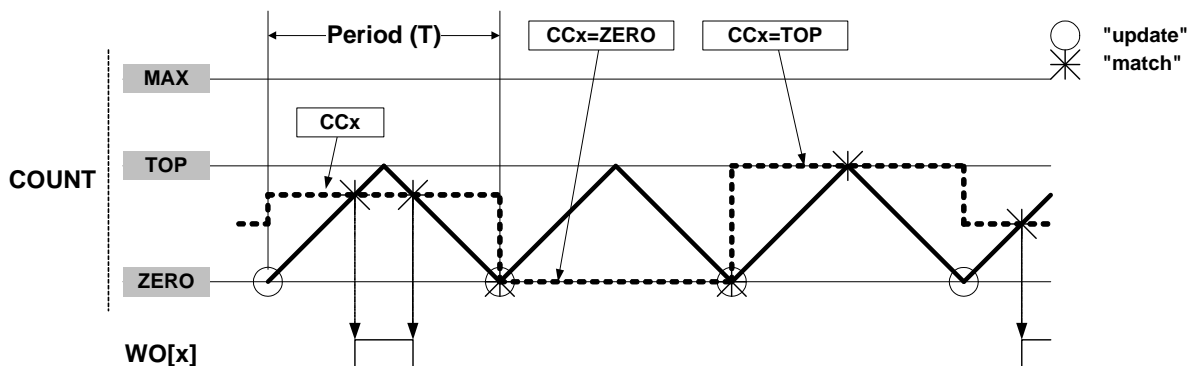 Period (T)
CCx=ZERO
CCx=TOP
"update"
"match"
MAX
CCx
TOP
COUNT
ZERO
WO[x]